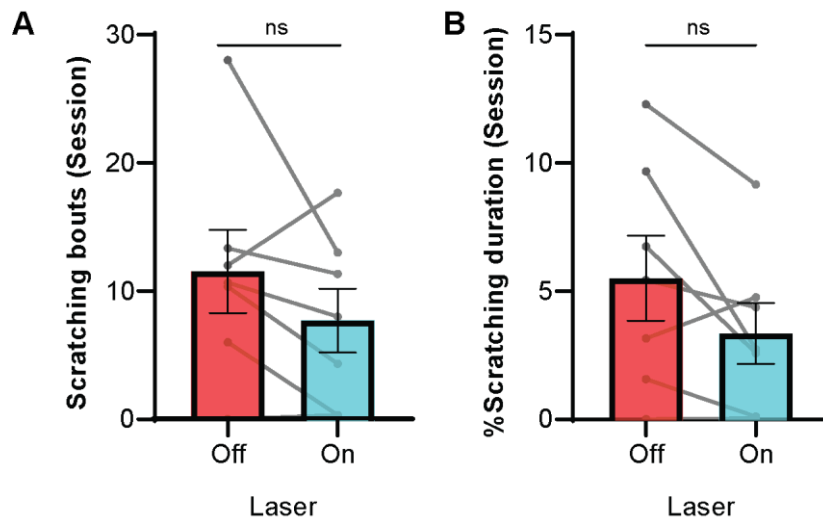 A
Scratching bouts (Session)
30
20
10
0
ns
Off
On
Laser
B
%Scratching duration (Session)
15
10
5
0
ns
Off
On
Laser